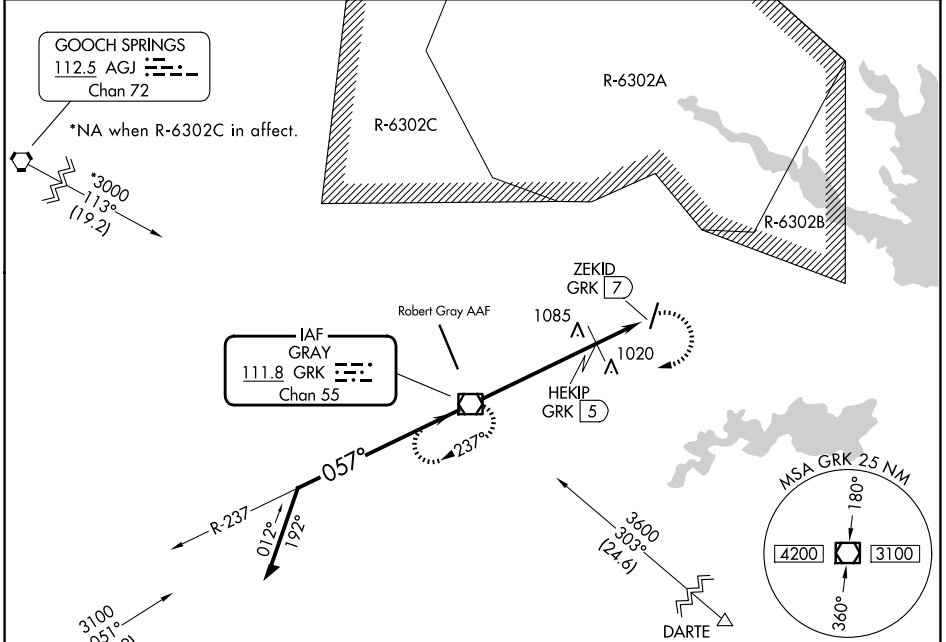 GOOCH SPRINGS
112.5 AGJ
Chan 72
*NA when R-6302C in affect.
*3000
113°
(19.2)
R-6302C
R-6302A
R-6302B
ZEKID
GRK 7
Robert Gray AAF
1085
1020
HEKIP
GRK 5
IAF
GRAY
111.8 GRK
Chan 55
057°
237°
R-237
012°
192°
3100
051°
3600
303°
(24.6)
DARTE
MSA GRK 25 NM
180°
4200
3100
360°